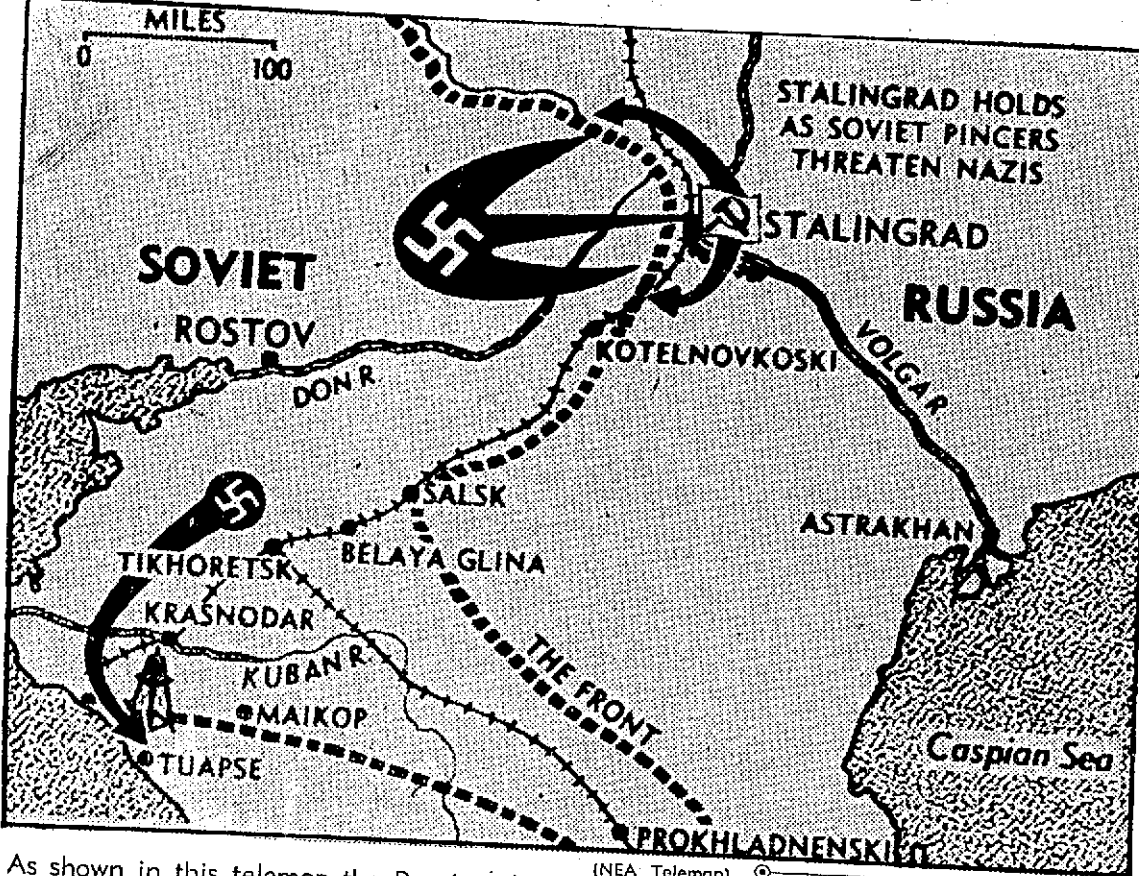 MILES
0
100
STALINGRAD HOLDS
AS SOVIET PINCERS
THREATEN NAZIS
STALINGRAD
SOVIET
RUSSIA
ROSTOV
DON R.
KOTELNOVKOSKI
VOLGAR
SALSK
ASTRAKHAN
BELAYA GLINA
TIKHORETSK
KRASNODAR
KUBAN R.
THE FRONT
MAIKOP
Caspian Sea
TUAPSE
PROKHLADNENSKI
(NEA Telemap)
As shown in this telemap the